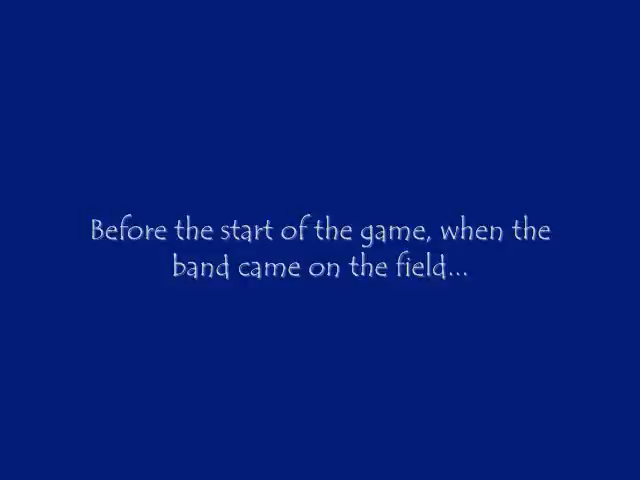 Before the start of the game, when the
band came on the field...